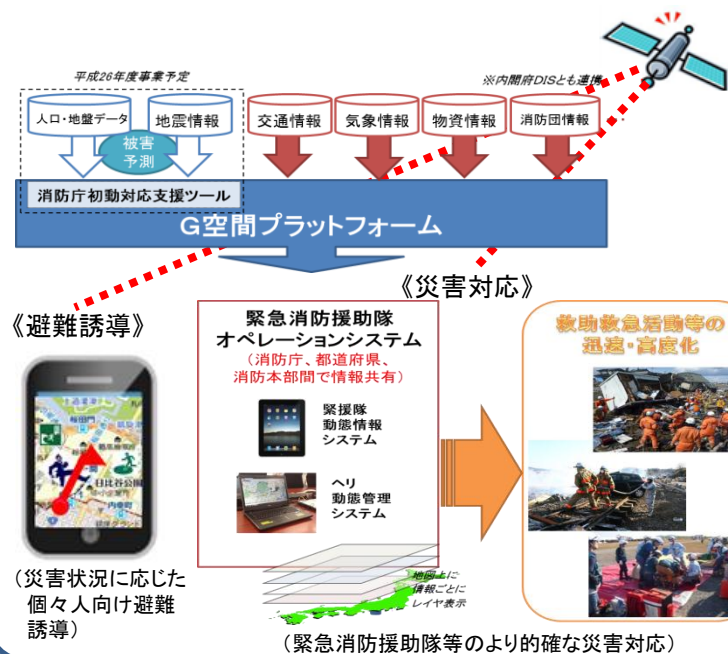 平成26年度事業予定
※内閣府DISとも連携
人口・地盤データ
地震情報
交通情報
気象情報
物資情報
消防団情報
被害
予測
消防庁初動対応支援ツール
G空間プラットフォーム
《災害対応》
《避難誘導》
緊急消防援助隊
オペレーションシステム
(消防庁、都道府県、
消防本部間で情報共有)
緊援隊
動態情報
システム
ヘリ
動態管理
システム
救助救急活動等の
迅速・高度化
日比谷公園
内幸町
地図上に
情報ごとに
レイヤ表示
(災害状況に応じた
個々人向け避難
誘導)
(緊急消防援助隊等のより的確な災害対応)